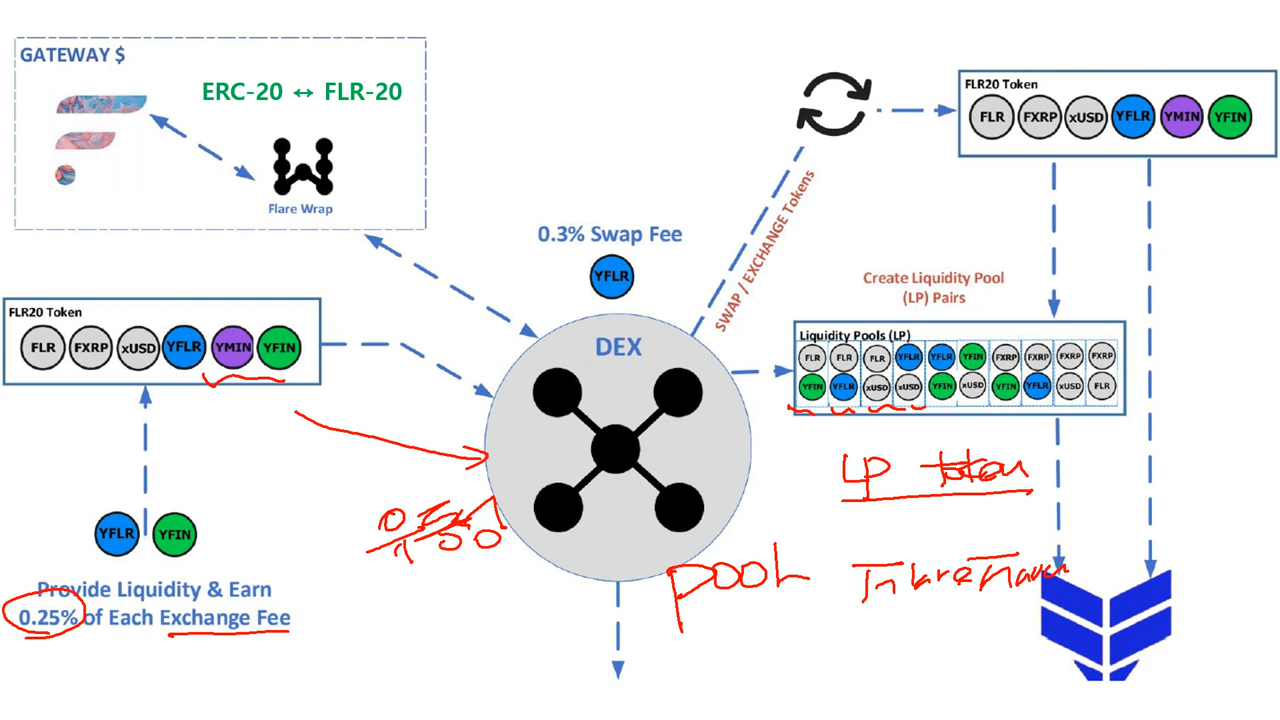 GATEWAY $
ERC-20 ↔ FLR-20
Flare Wrap
FLR20 Token
FLR FXRP xUSD YFLR YMIN YFIN
YFLR YFIN
Provide Liquidity & Earn
0.25% of Each Exchange Fee
0.3% Swap Fee
YFLR
DEX
SWAP / EXCHANGE Tokens
FLR20 Token
FLR FXRP xUSD YFLR YMIN YFIN
Create Liquidity Pool
(LP) Pairs
Liquidity Pools (LP)
FLR FLR FLR YFLR YFLR YFIN FXRP FXRP FXRP FXRP
YFIN YFLR xUSD xUSD YFIN xUSD YFIN YFLR xUSD FLR
LP token
POOL